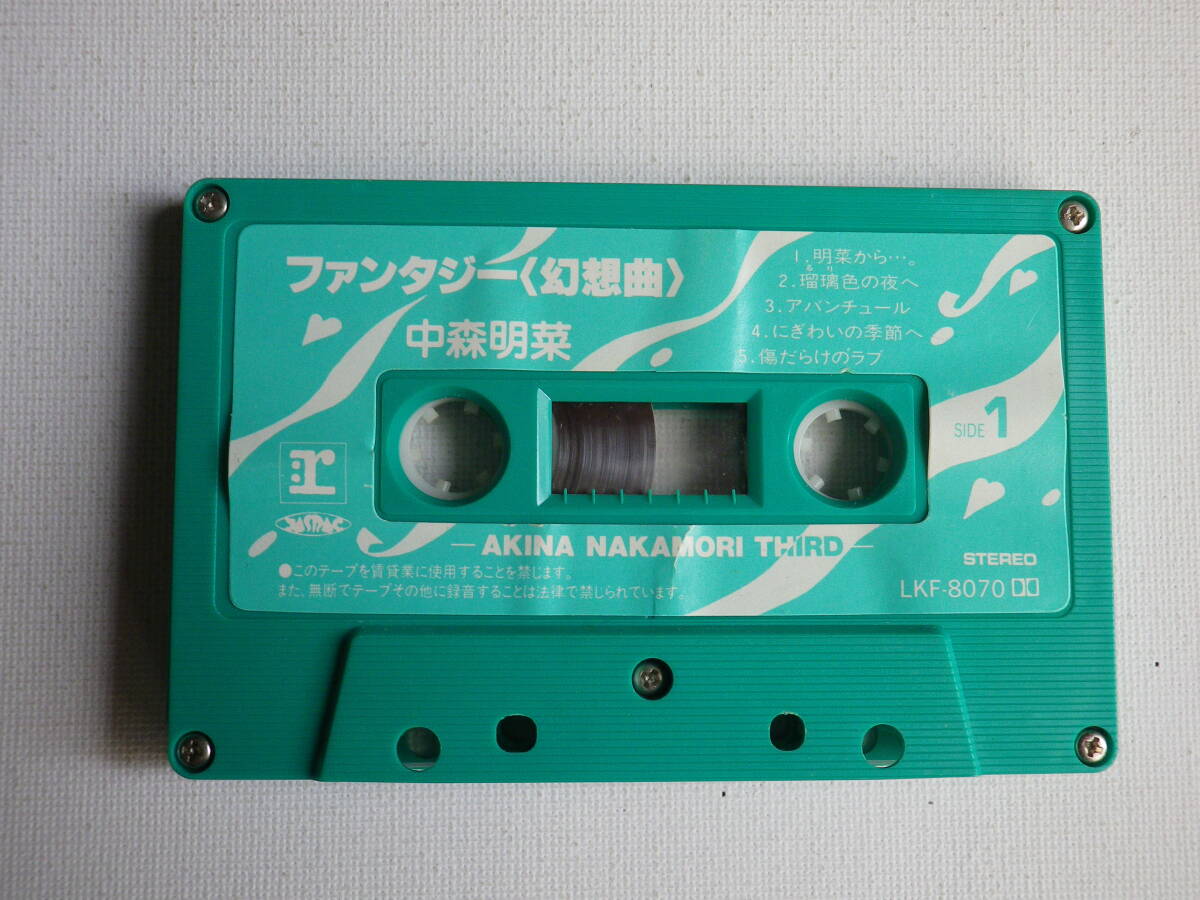 ファンタジー〈幻想曲〉
中森明菜
1.明菜から…。
るり
2.瑠璃色の夜へ
3.アバンチュール
4.にぎわいの季節へ
5.傷だらけのラブ
SIDE 1
:r
— AKINA NAKAMORI THIRD —
●このテープを賃貸業に使用することを禁じます。
また、無断でテープその他に録音することは法律で禁じられています。
STEREO
LKF-8070